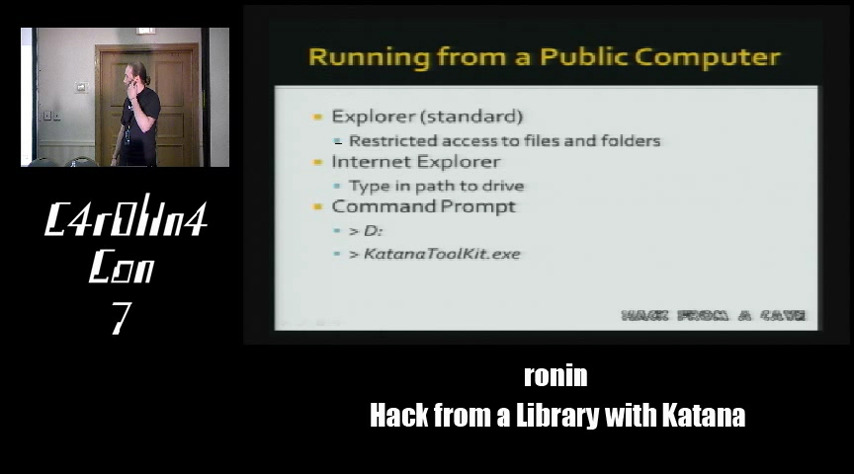 Running from a Public Computer
Explorer (standard)
Restricted access to files and folders
Internet Explorer
Type in path to drive
Command Prompt
> D:
> KatanaToolKit.exe
HACK FROM A CAVE
C4r0l1n4
Con
7
ronin
Hack from a Library with Katana